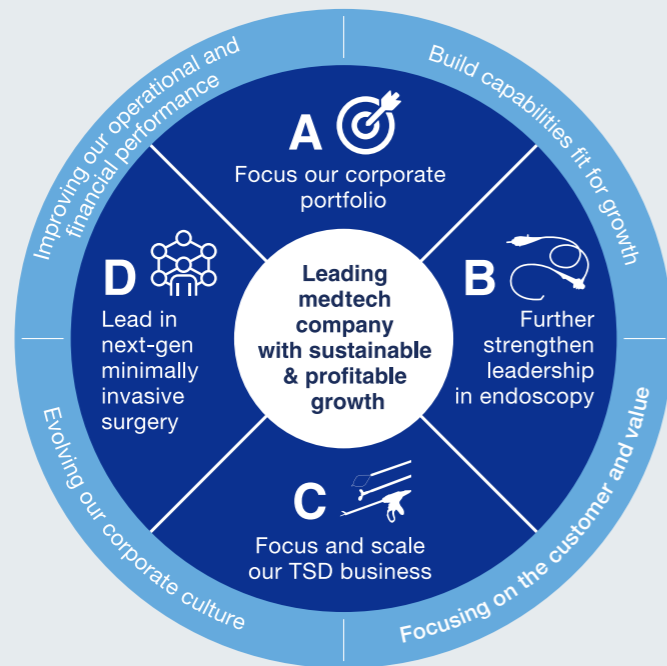 Improving our operational and
financial performance
Build capabilities fit for growth
A
Focus our corporate
portfolio
D
Lead in
next-gen
minimally
invasive
surgery
Leading
medtech
company
with sustainable
& profitable
growth
B
Further
strengthen
leadership
in endoscopy
C
Focus and scale
our TSD business
Evolving our corporate culture
Focusing on the customer and value